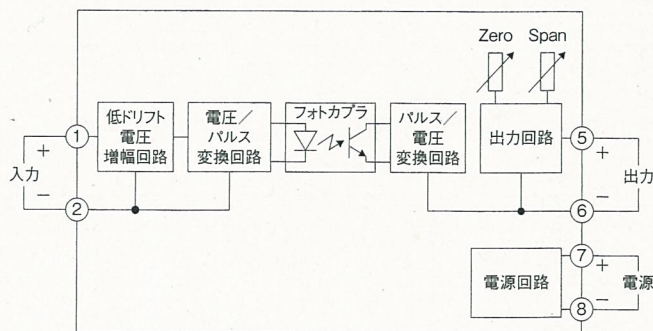 Zero Span
低ドリフト
電圧
増幅回路
電圧／
パルス
変換回路
フォトカプラ
パルス／
電圧
変換回路
出力回路
①
②
+
入力
−
⑤
⑥
+
出力
−
電源回路
⑦
⑧
+
電源
−